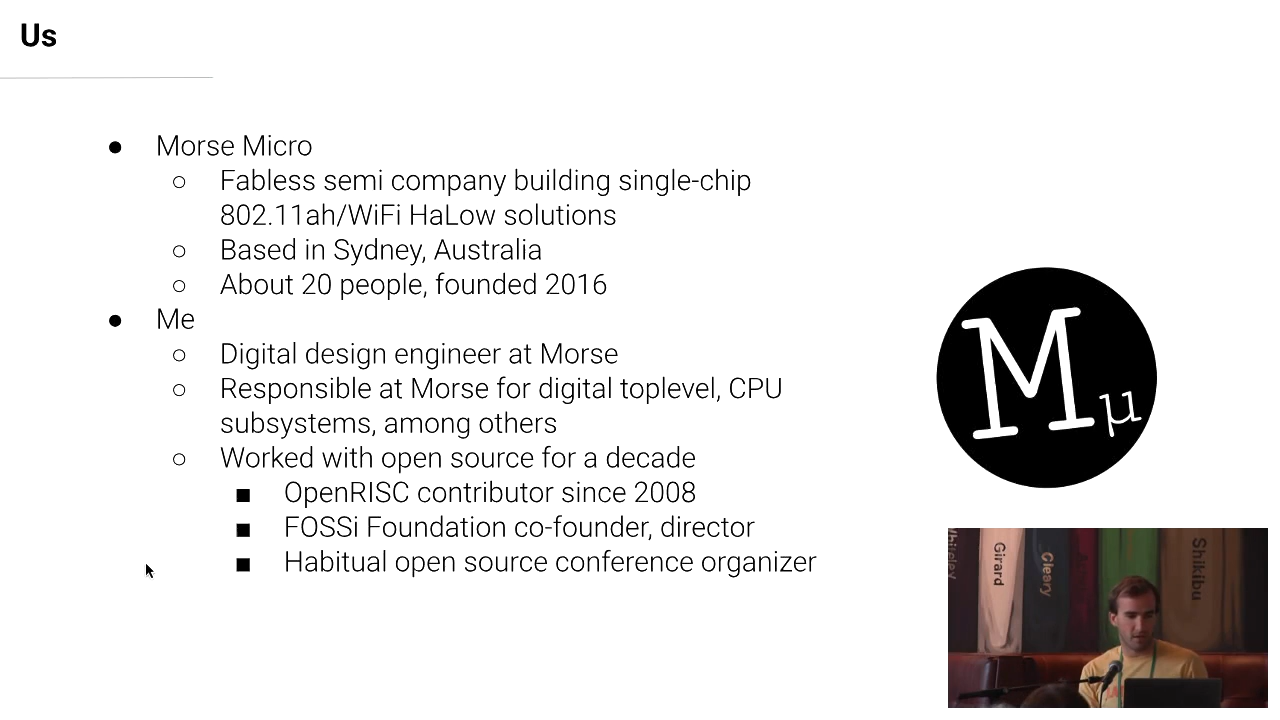 Us
● Morse Micro
○ Fabless semi company building single-chip
802.11ah/WiFi HaLow solutions
○ Based in Sydney, Australia
○ About 20 people, founded 2016
● Me
○ Digital design engineer at Morse
○ Responsible at Morse for digital toplevel, CPU
subsystems, among others
○ Worked with open source for a decade
■ OpenRISC contributor since 2008
■ FOSSi Foundation co-founder, director
■ Habitual open source conference organizer
Mμ
Girard
Cleary
Shikibu